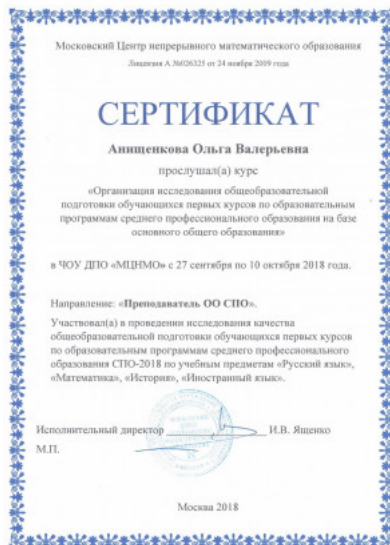 Московский Центр непрерывного математического образования
Лицензия А №026325 от 24 ноября 2009 года
СЕРТИФИКАТ
Анищенкова Ольга Валерьевна
прослушал(а) курс
«Организация исследования общеобразовательной
подготовки обучающихся первых курсов по образовательным
программам среднего профессионального образования на базе
основного общего образования»
в ЧОУ ДПО «МЦНМО» с 27 сентября по 10 октября 2018 года.
Направление: «Преподаватель ОО СПО».
Участвовал(а) в проведении исследования качества
общеобразовательной подготовки обучающихся первых курсов
по образовательным программам среднего профессионального
образования СПО-2018 по учебным предметам «Русский язык»,
«Математика», «История», «Иностранный язык».
Исполнительный директор И.В. Ященко
М.П.
Москва 2018